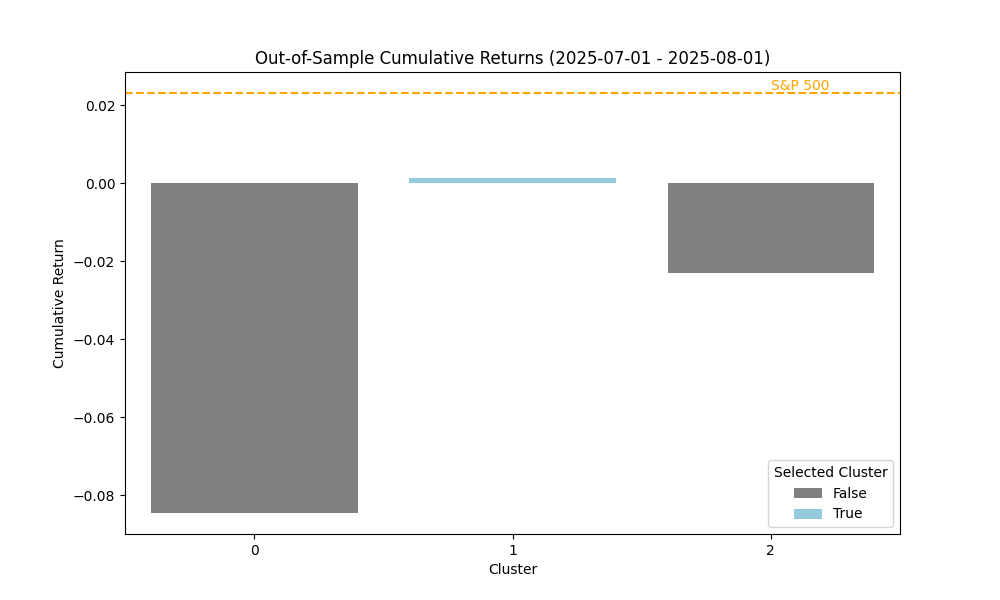 Out-of-Sample Cumulative Returns (2025-07-01 - 2025-08-01)
S&P 500
0.02
0.00
−0.02
−0.04
−0.06
−0.08
Cumulative Return
Selected Cluster
False
True
0 1 2
Cluster